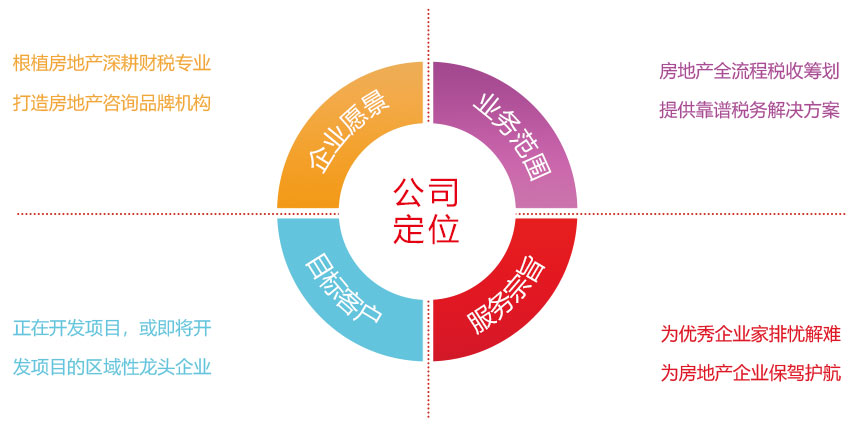 根植房地产深耕财税专业
打造房地产咨询品牌机构
企业愿景
业务范围
房地产全流程税收筹划
提供靠谱税务解决方案
公司
定位
正在开发项目，或即将开
发项目的区域性龙头企业
目标客户
服务宗旨
为优秀企业家排忧解难
为房地产企业保驾护航